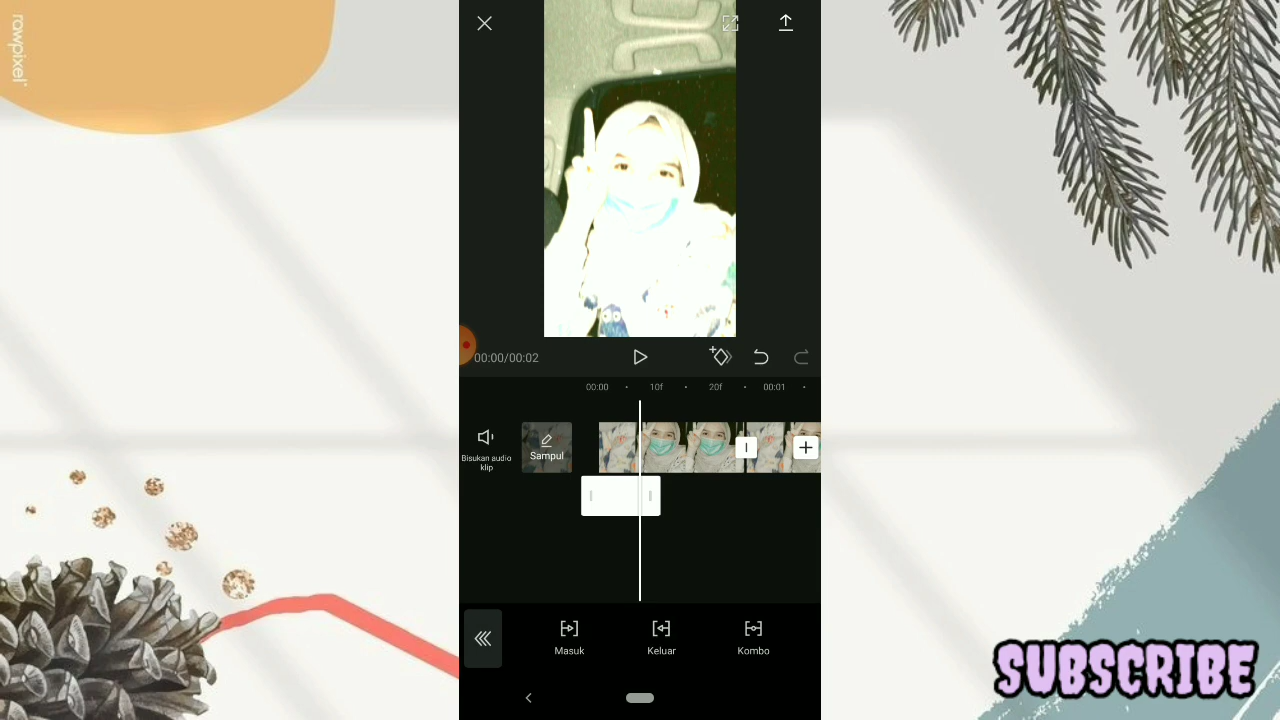 rawpixel
00:00/00:02
00:00
10f
20f
00:01
Bisukan audio
klip
Sampul
Masuk
Keluar
Kombo
SUBSCRIBE